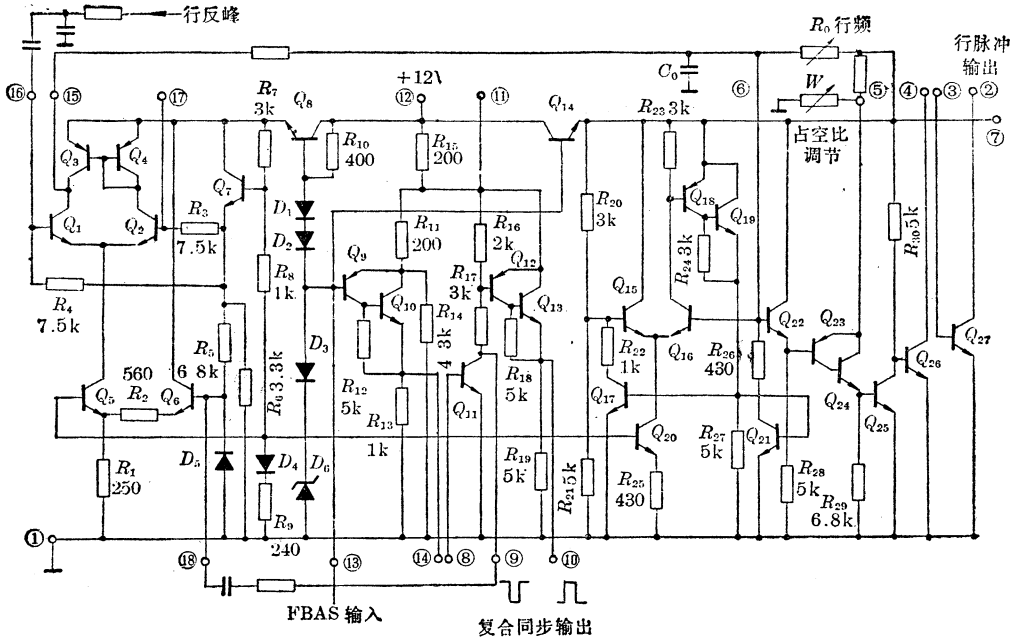 行反峰
R₀ 行频
行脉冲
输出
C₀
W
占空比
调节
+12V
⑯ ⑮ ⑰ ⑫ ⑪ ⑥ ⑤ ④ ③ ② ⑦
R₇
3k
Q₈
R₁₀
400
R₁₅
200
Q₁₄
R₂₃ 3k
Q₃
Q₄
Q₇
Q₁
Q₂
R₃
7.5k
D₁
D₂
R₈
1k
R₄
7.5k
Q₉
R₁₁
200
Q₁₀
R₁₄
3k
R₁₆
2k
R₁₇
3k
Q₁₂
Q₁₃
R₂₀
3k
Q₁₅
Q₁₆
Q₁₈
Q₁₉
R₂₄ 3k
R₂₂
1k
R₂₆
430
Q₂₂
Q₂₃
Q₂₄
Q₂₅
R₃₀ 5k
Q₂₆
Q₂₇
R₅
6 8k
R₆ 3.3k
560
R₂
Q₅
Q₆
D₃
R₁₂
5k
R₁₃
1k
4
Q₁₁
R₁₈
5k
Q₁₇
Q₂₀
R₂₇
5k
Q₂₁
R₁
250
D₅
D₄
D₆
R₉
240
R₁₉
5k
R₂₁ 5k
R₂₅
430
R₂₈
5k
R₂₉
6.8k
① ⑱ ⑬ ⑭ ⑧ ⑨ ⑩
FBAS 输入
复合同步输出